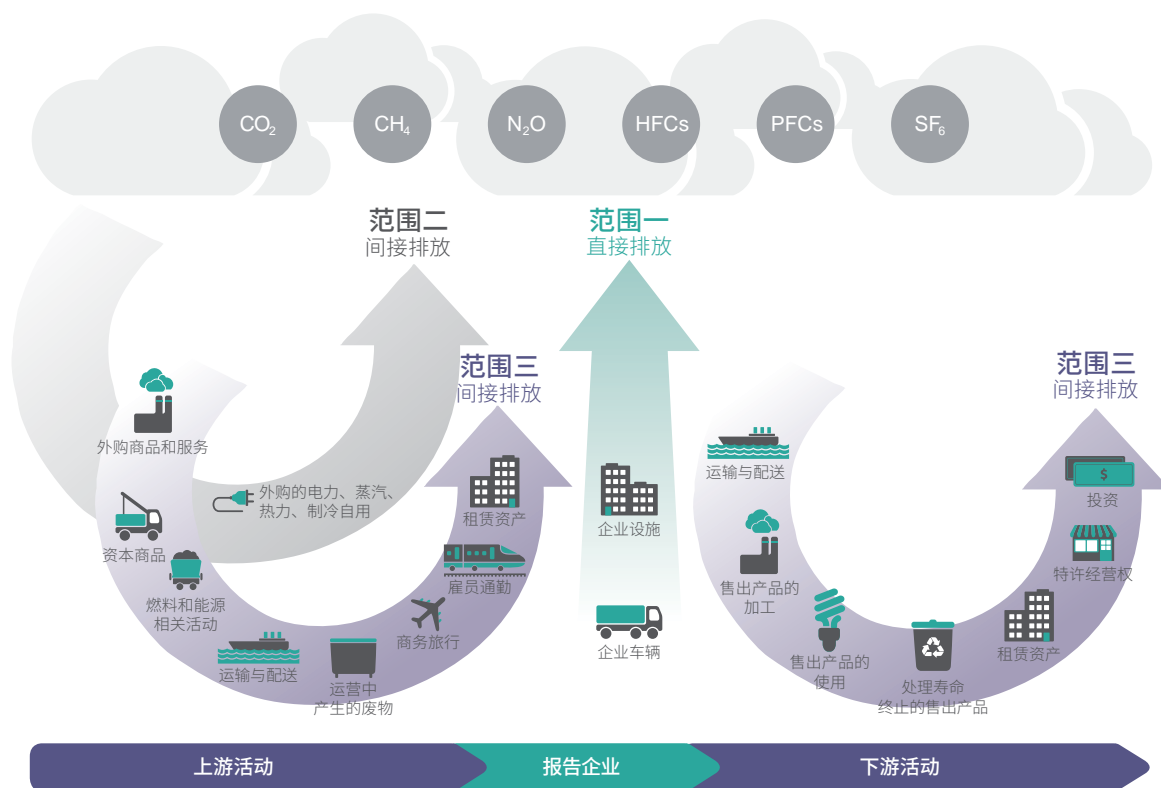 CO₂
CH₄
N₂O
HFCs
PFCs
SF₆
范围二
间接排放
范围一
直接排放
范围三
间接排放
范围三
间接排放
外购商品和服务
外购的电力、蒸汽、
热力、制冷自用
资本商品
燃料和能源
相关活动
运输与配送
运营中
产生的废物
商务旅行
雇员通勤
租赁资产
企业设施
企业车辆
运输与配送
售出产品的
加工
售出产品的
使用
处理寿命
终止的售出产品
租赁资产
特许经营权
$
投资
上游活动
报告企业
下游活动